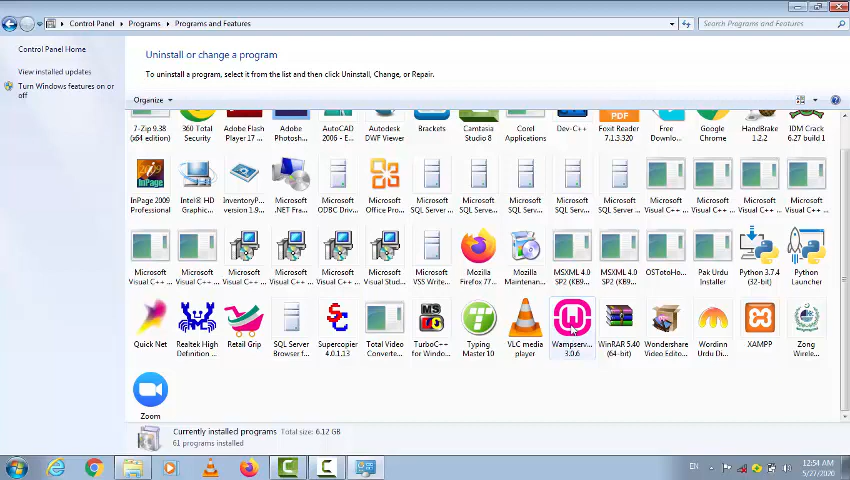 Control Panel ▸ Programs ▸ Programs and Features
Search Programs and Features
Control Panel Home
View installed updates
Turn Windows features on or
off
Uninstall or change a program
To uninstall a program, select it from the list and then click Uninstall, Change, or Repair.
Organize
PDF
7-Zip 9.38 360 Total Adobe Flash Adobe AutoCAD Autodesk Brackets Camtasia Corel Dev-C++ Foxit Reader Free Google HandBrake IDM Crack
(x64 edition) Security Player 17 ... Photosh... 2006 - E... DWF Viewer Studio 8 Applications 7.1.3.320 Downlo... Chrome 1.2.2 6.27 build 1
InPage
InPage 2009 Intel® HD InventoryP... Microsoft Microsoft Microsoft Microsoft Microsoft Microsoft Microsoft Microsoft Microsoft Microsoft Microsoft
Professional Graphic... version 1.9... .NET Fra... ODBC Driv... Office Pro... SQL Server ... SQL Serve... SQL Serve... SQL Server ... Visual C++ ... Visual C++ ... Visual C++ ... Visual C++ ...
Microsoft Microsoft Microsoft Microsoft Microsoft Microsoft Microsoft Mozilla Mozilla MSXML 4.0 MSXML 4.0 OSTotoHo... Pak Urdu Python 3.7.4 Python
Visual C++ ... Visual C++ ... Visual C++ ... Visual C++ ... Visual C++ ... Visual Stud... VSS Write... Firefox 77... Maintenan... SP2 (KB9... SP2 (KB9... Installer (32-bit) Launcher
Quick Net Realtek High Retail Grip SQL Server Supercopier Total Video TurboC++ Typing VLC media Wampserv... WinRAR 5.40 Wondershare Wordinn XAMPP Zong
Definition ... Browser f... 4.0.1.13 Converte... for Windo... Master 10 player 3.0.6 (64-bit) Video Edito... Urdu Di... Wirele...
Zoom
Currently installed programs Total size: 6.12 GB
61 programs installed
EN
12:54 AM
5/27/2020